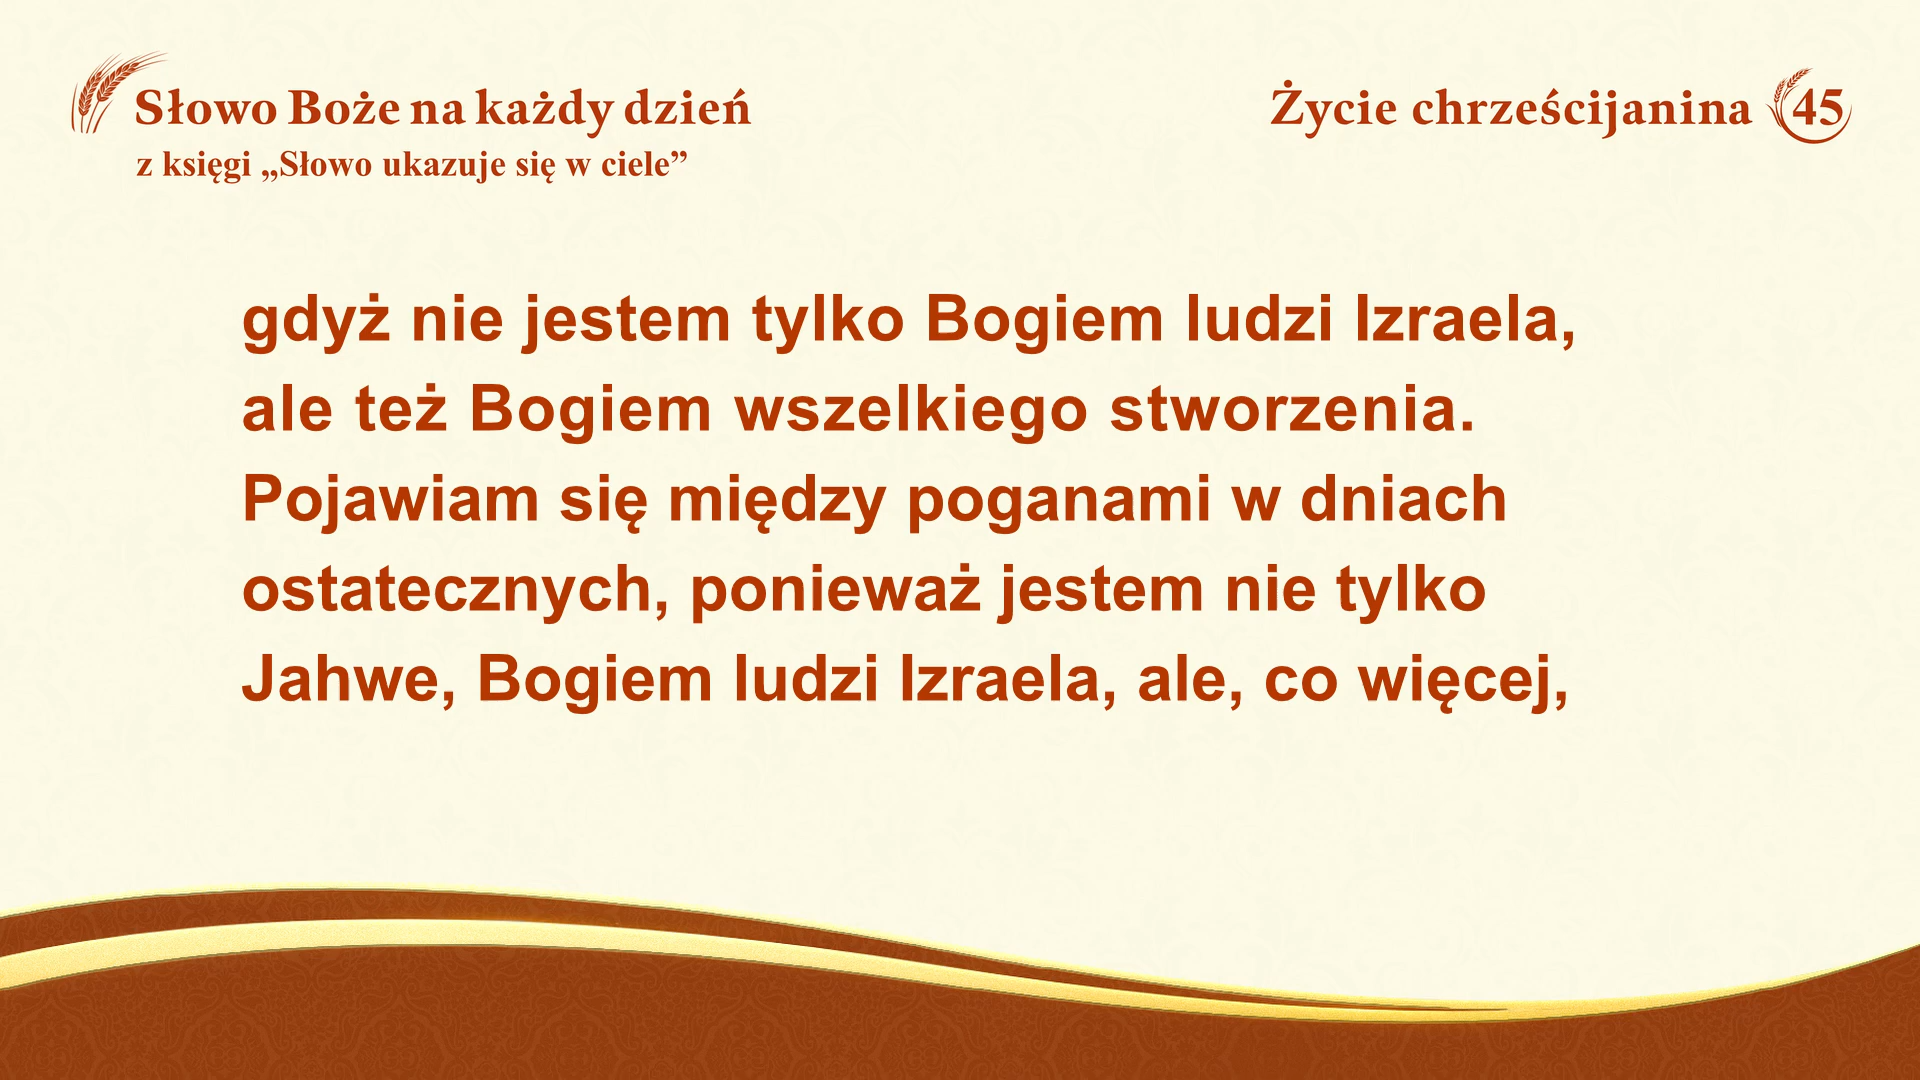 Słowo Boże na każdy dzień
z księgi „Słowo ukazuje się w ciele”
Życie chrześcijanina 45
gdyż nie jestem tylko Bogiem ludzi Izraela,
ale też Bogiem wszelkiego stworzenia.
Pojawiam się między poganami w dniach
ostatecznych, ponieważ jestem nie tylko
Jahwe, Bogiem ludzi Izraela, ale, co więcej,